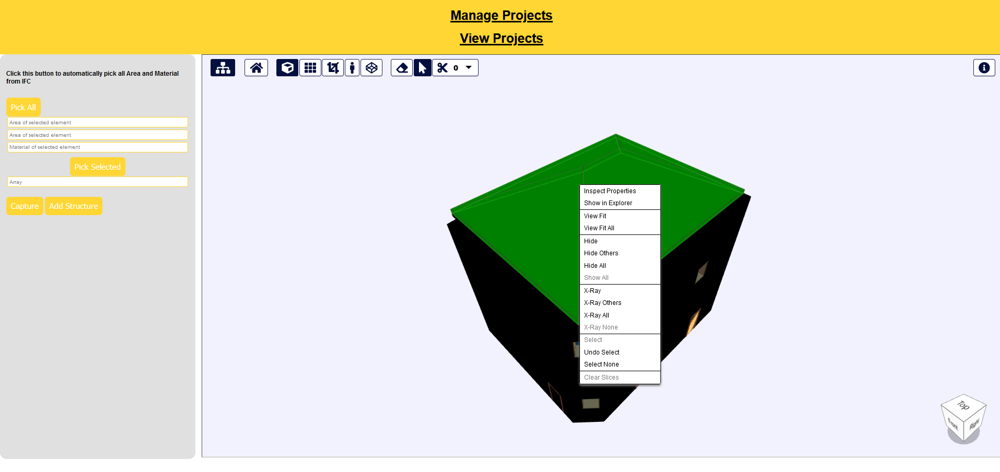 Manage Projects
View Projects
Click this button to automatically pick all Area and Material
from IFC
Pick All
Area of selected element
Area of selected element
Material of selected element
Pick Selected
Array
Capture
Add Structure
0
Inspect Properties
Show in Explorer
View Fit
View Fit All
Hide
Hide Others
Hide All
Show All
X-Ray
X-Ray Others
X-Ray All
X-Ray None
Select
Undo Select
Select None
Clear Slices
Top
Front
Right